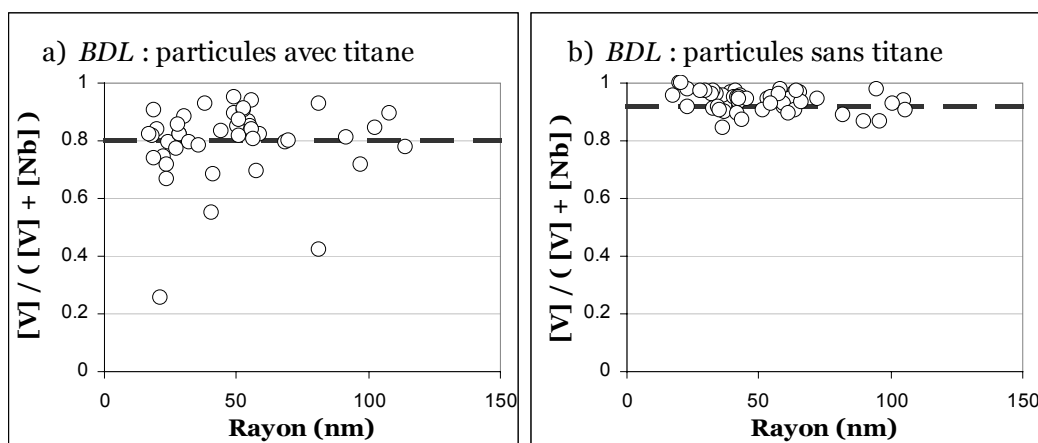 a) BDL : particules avec titane
1
0.8
0.6
0.4
0.2
0
0 50 100 150
Rayon (nm)
[V] / ( [V] + [Nb] )
b) BDL : particules sans titane
1
0.8
0.6
0.4
0.2
0
0 50 100 150
Rayon (nm)
[V] / ( [V] + [Nb] )